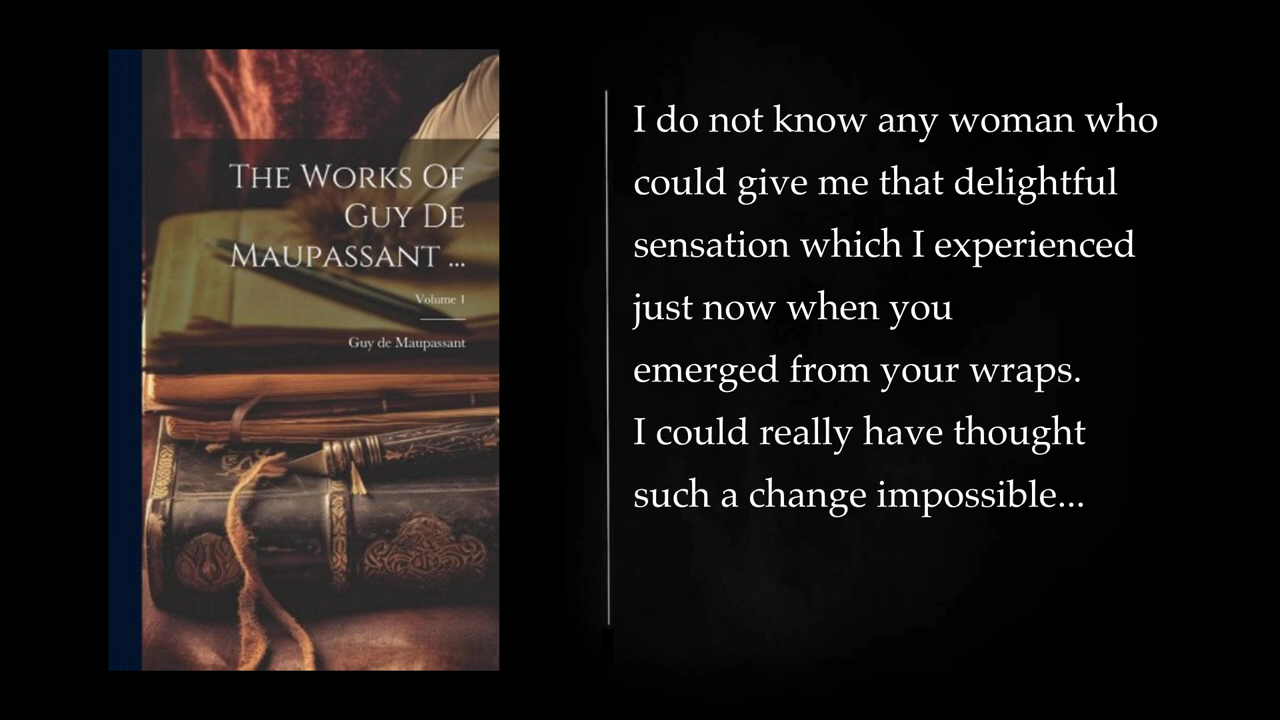 The Works Of
Guy De
Maupassant ...
Volume 1
Guy de Maupassant
I do not know any woman who
could give me that delightful
sensation which I experienced
just now when you
emerged from your wraps.
I could really have thought
such a change impossible...